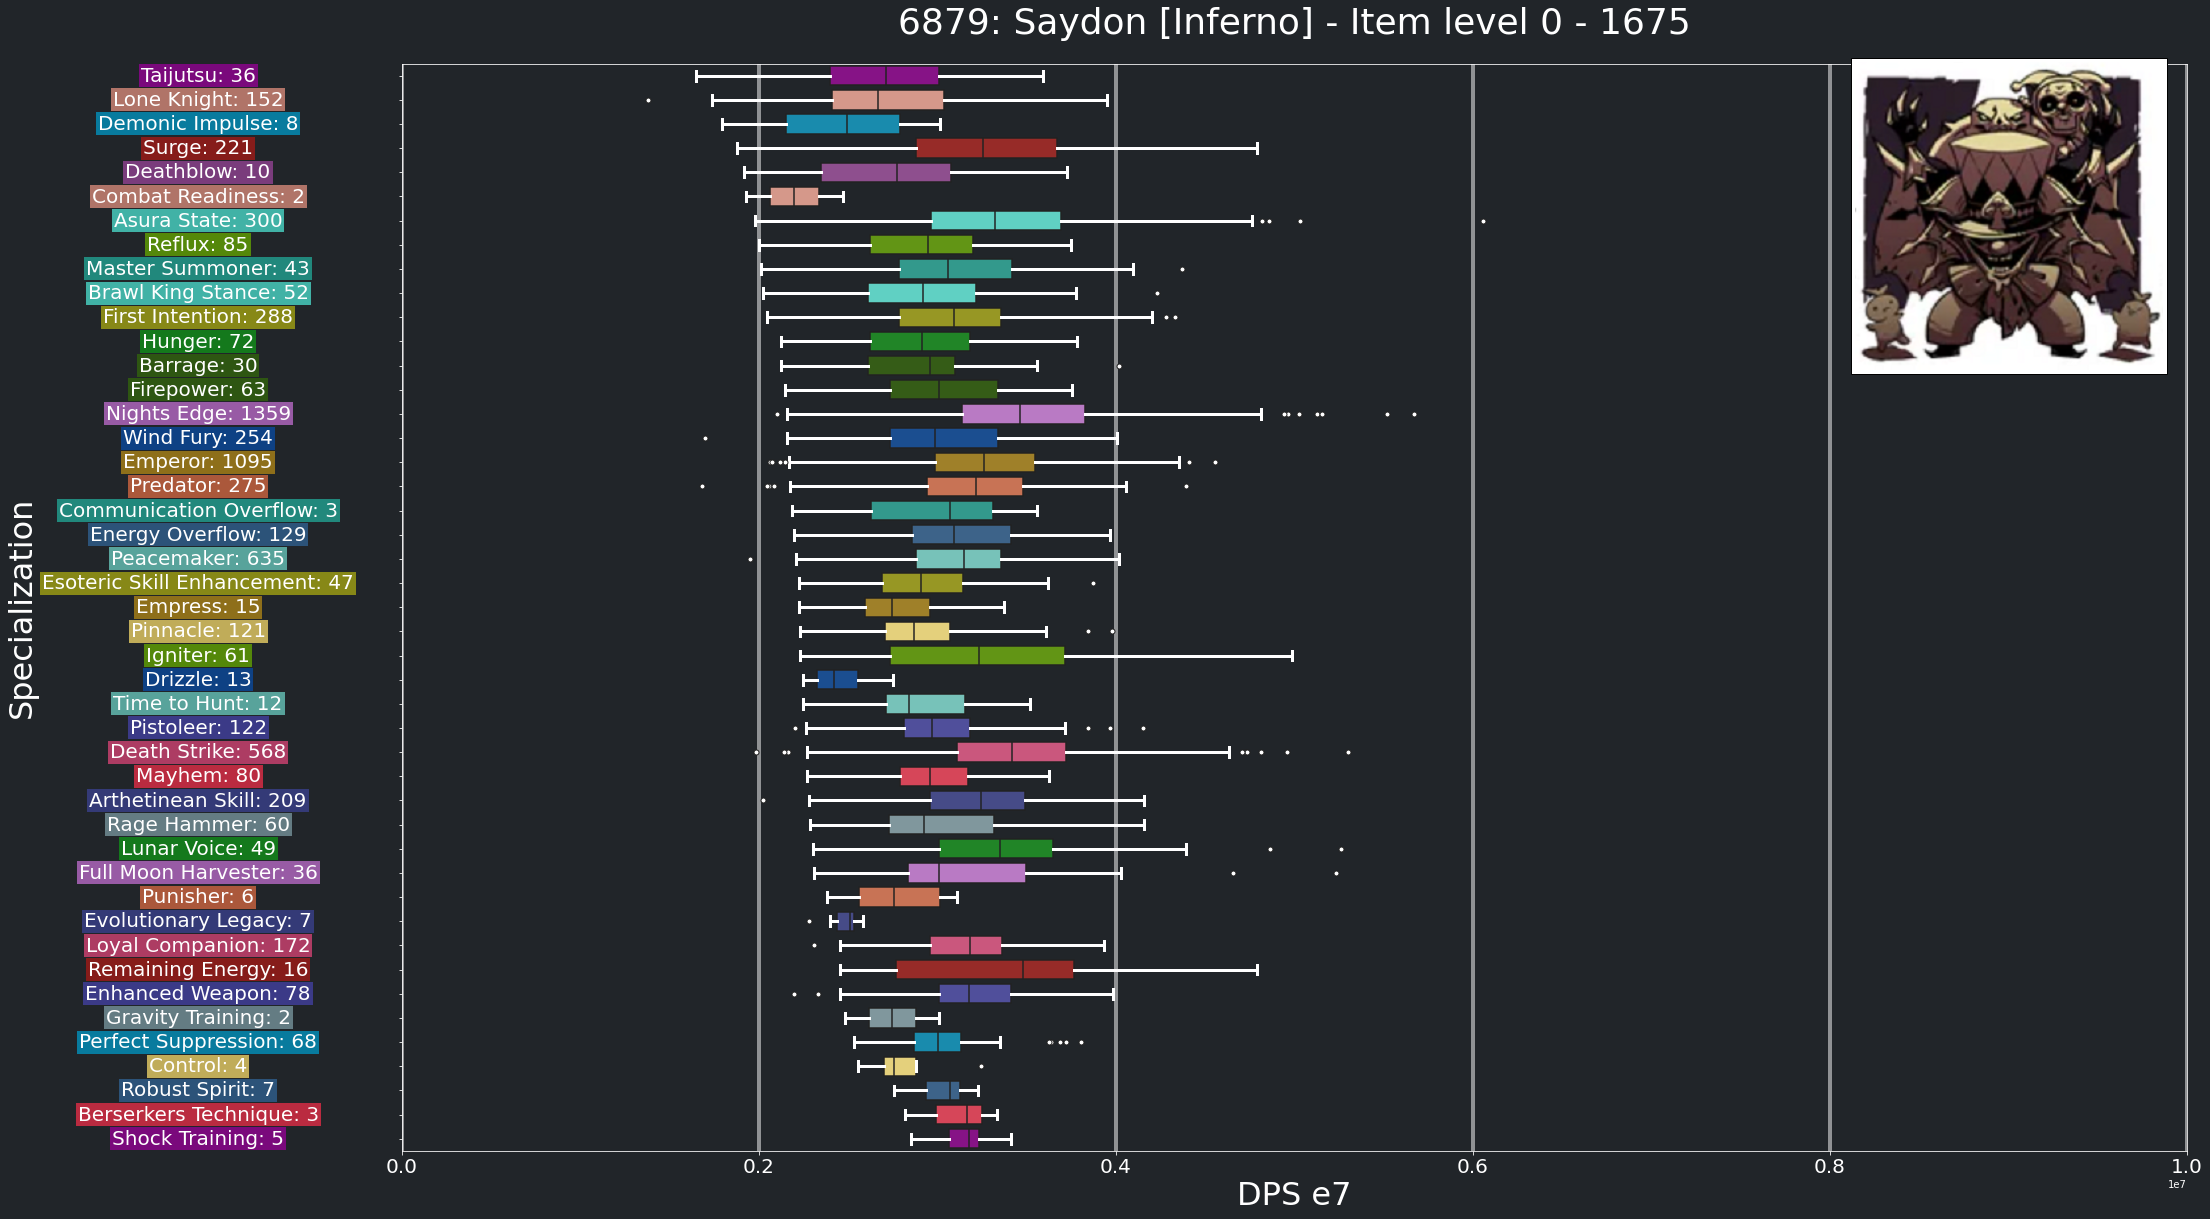 6879: Saydon [Inferno] - Item level 0 - 1675
Specialization
Taijutsu: 36
Lone Knight: 152
Demonic Impulse: 8
Surge: 221
Deathblow: 10
Combat Readiness: 2
Asura State: 300
Reflux: 85
Master Summoner: 43
Brawl King Stance: 52
First Intention: 288
Hunger: 72
Barrage: 30
Firepower: 63
Nights Edge: 1359
Wind Fury: 254
Emperor: 1095
Predator: 275
Communication Overflow: 3
Energy Overflow: 129
Peacemaker: 635
Esoteric Skill Enhancement: 47
Empress: 15
Pinnacle: 121
Igniter: 61
Drizzle: 13
Time to Hunt: 12
Pistoleer: 122
Death Strike: 568
Mayhem: 80
Arthetinean Skill: 209
Rage Hammer: 60
Lunar Voice: 49
Full Moon Harvester: 36
Punisher: 6
Evolutionary Legacy: 7
Loyal Companion: 172
Remaining Energy: 16
Enhanced Weapon: 78
Gravity Training: 2
Perfect Suppression: 68
Control: 4
Robust Spirit: 7
Berserkers Technique: 3
Shock Training: 5
0.0 0.2 0.4 0.6 0.8 1.0
1e7
DPS e7